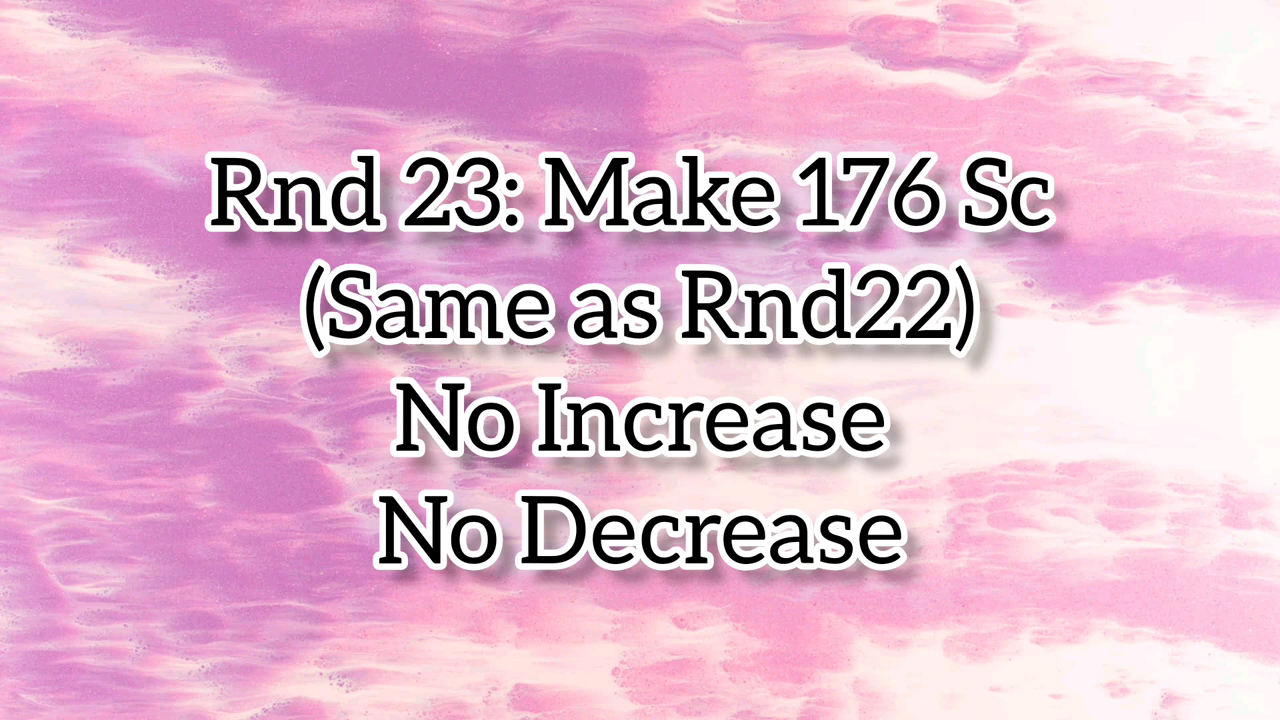 Rnd 23: Make 176 Sc
(Same as Rnd22)
No Increase
No Decrease